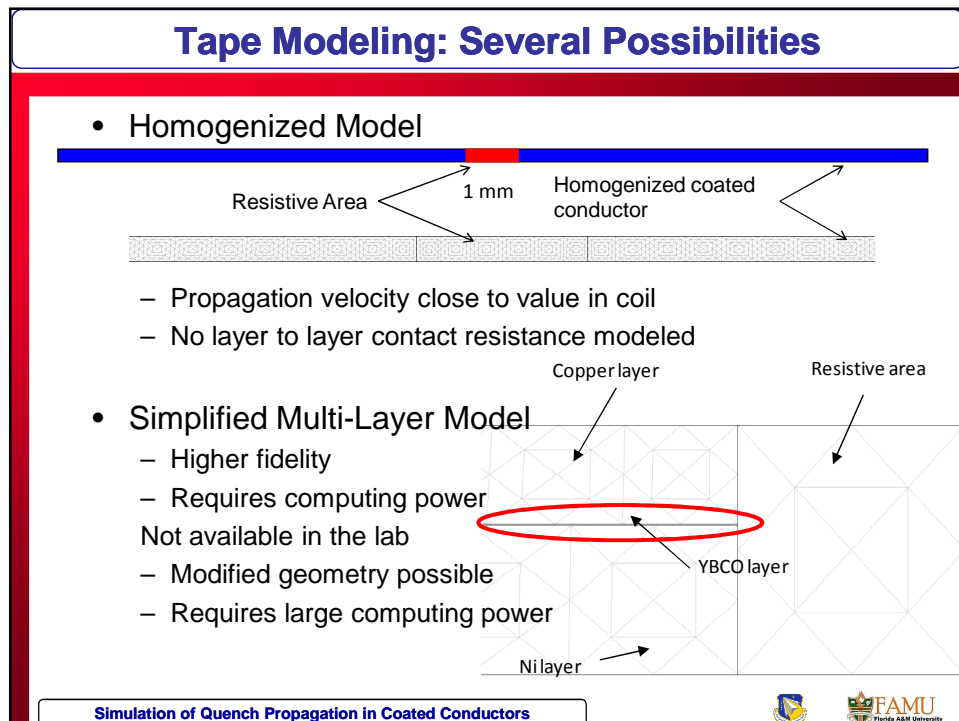 Tape Modeling: Several Possibilities
• Homogenized Model
Resistive Area
1 mm
Homogenized coated
conductor
– Propagation velocity close to value in coil
– No layer to layer contact resistance modeled
Copper layer
Resistive area
• Simplified Multi-Layer Model
– Higher fidelity
– Requires computing power
Not available in the lab
– Modified geometry possible
– Requires large computing power
YBCO layer
Ni layer
Simulation of Quench Propagation in Coated Conductors
FAMU
Florida A&M University